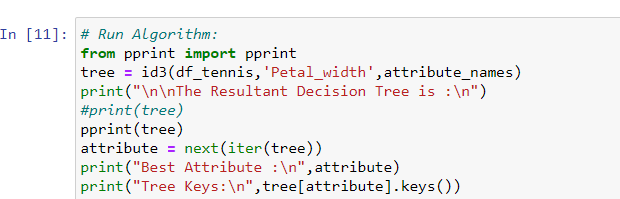 In [11]: # Run Algorithm:
from pprint import pprint
tree = id3(df_tennis,'Petal_width',attribute_names)
print("\n\nThe Resultant Decision Tree is :\n")
#print(tree)
pprint(tree)
attribute = next(iter(tree))
print("Best Attribute :\n",attribute)
print("Tree Keys:\n",tree[attribute].keys())